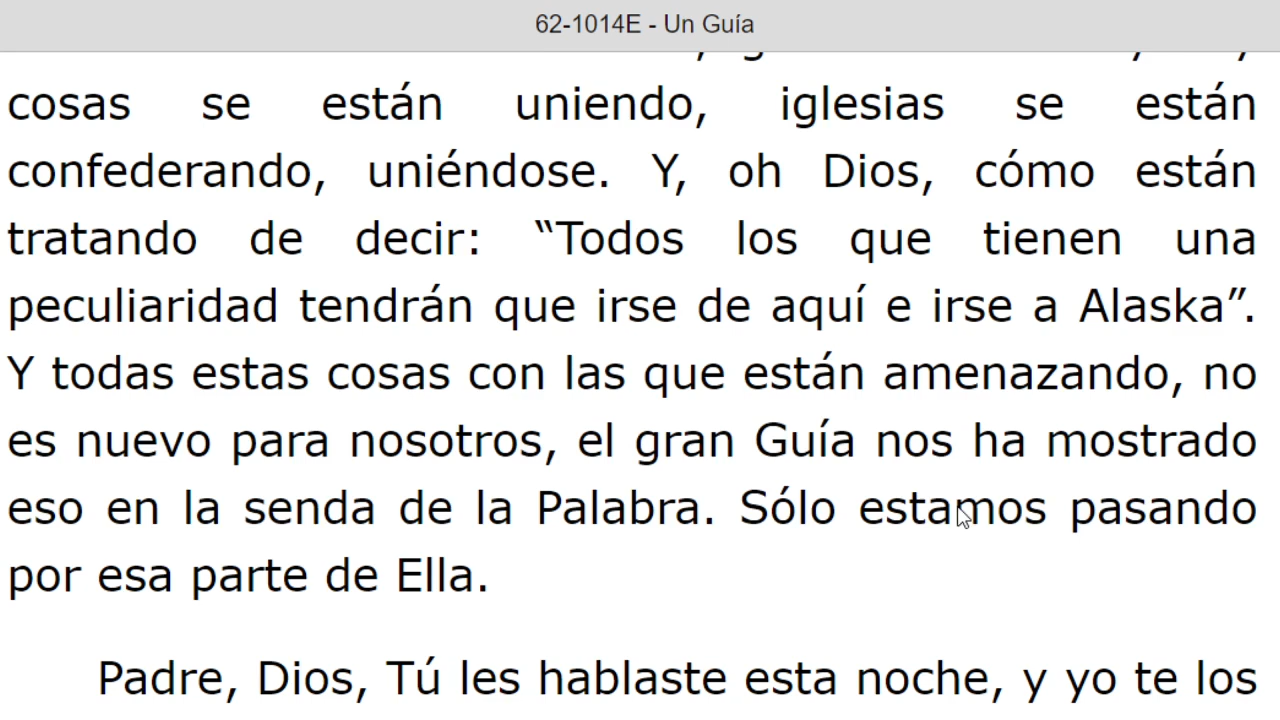 62-1014E - Un Guía
cosas se están uniendo, iglesias se están
confederando, uniéndose. Y, oh Dios, cómo están
tratando de decir: “Todos los que tienen una
peculiaridad tendrán que irse de aquí e irse a Alaska”.
Y todas estas cosas con las que están amenazando, no
es nuevo para nosotros, el gran Guía nos ha mostrado
eso en la senda de la Palabra. Sólo estamos pasando
por esa parte de Ella.
Padre, Dios, Tú les hablaste esta noche, y yo te los